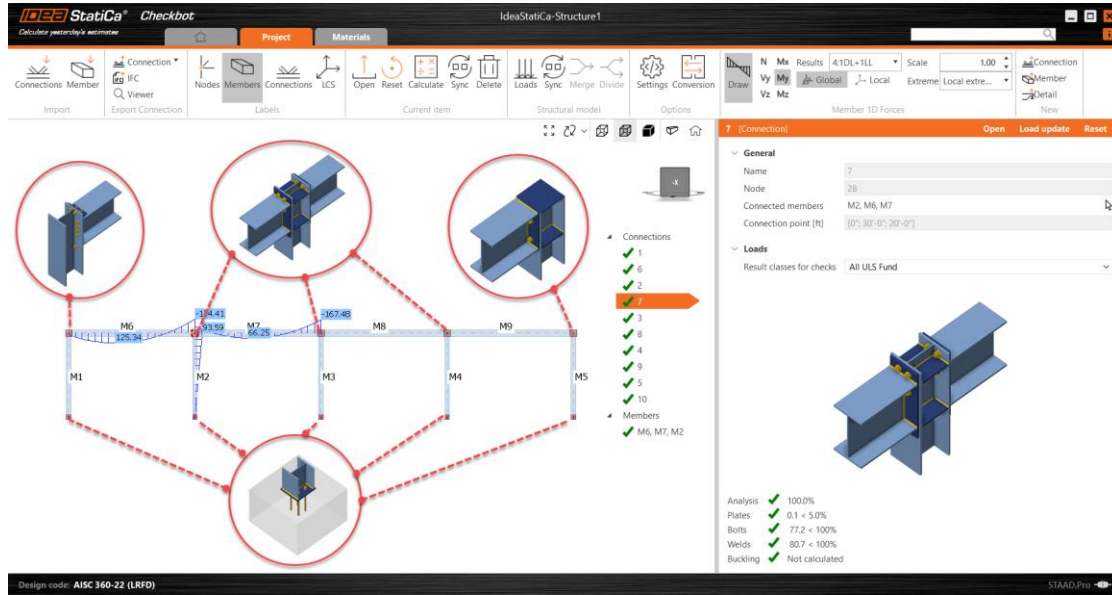 IDEA StatiCa® Checkbot
Calculate yesterday's estimates
IdeaStatiCa-Structure1
Project
Materials
Connections
Member
Import
Connection
IFC
Viewer
Export Connection
Nodes
Members
Connections
LCS
Labels
Open
Reset
Calculate
Sync
Delete
Current item
Loads
Sync
Merge
Divide
Structural model
Settings
Conversion
Options
Draw
N Mx Results 4:1DL+1LL Scale 1.00
Vy My Global Local Extreme Local extre...
Vz Mz
Member 1D Forces
Connection
Member
Detail
New
-X
M6
M7
M8
M9
93.59
-167.48
125.34
66.25
M1
M2
M3
M4
M5
Connections
1
6
2
7
3
8
4
9
5
10
Members
M6, M7, M2
7 [Connection] Open Load update Reset
General
Name 7
Node 28
Connected members M2, M6, M7
Connection point [ft] [0"; 30'-0"; 20'-0"]
Loads
Result classes for checks All ULS Fund
Analysis 100.0%
Plates 0.1 < 5.0%
Bolts 77.2 < 100%
Welds 80.7 < 100%
Buckling Not calculated
Design code: AISC 360-22 (LRFD)
STAAD.Pro